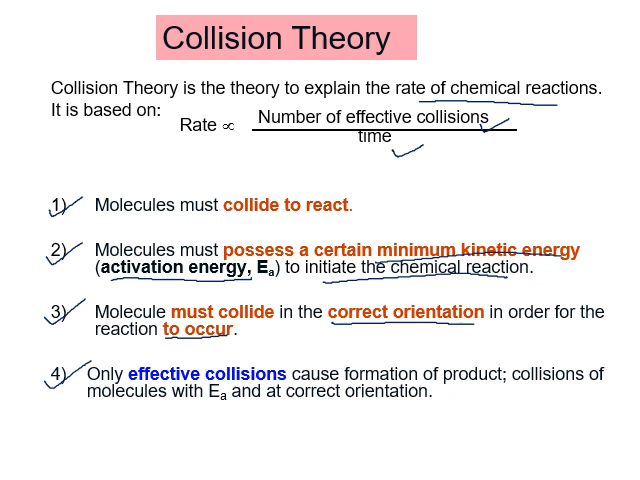 Collision Theory
Collision Theory is the theory to explain the rate of chemical reactions.
It is based on:
Rate ∝ Number of effective collisions
time
1) Molecules must collide to react.
2) Molecules must possess a certain minimum kinetic energy
(activation energy, Ea) to initiate the chemical reaction.
3) Molecule must collide in the correct orientation in order for the
reaction to occur.
4) Only effective collisions cause formation of product; collisions of
molecules with Ea and at correct orientation.